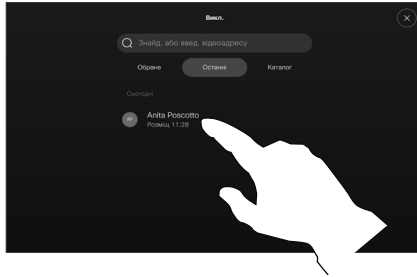 Викл.
Знайд. або введ. відеоадресу
Обране
Останні
Каталог
Сьогодні
AP
Anita Poscotto
Розміщ 11:28